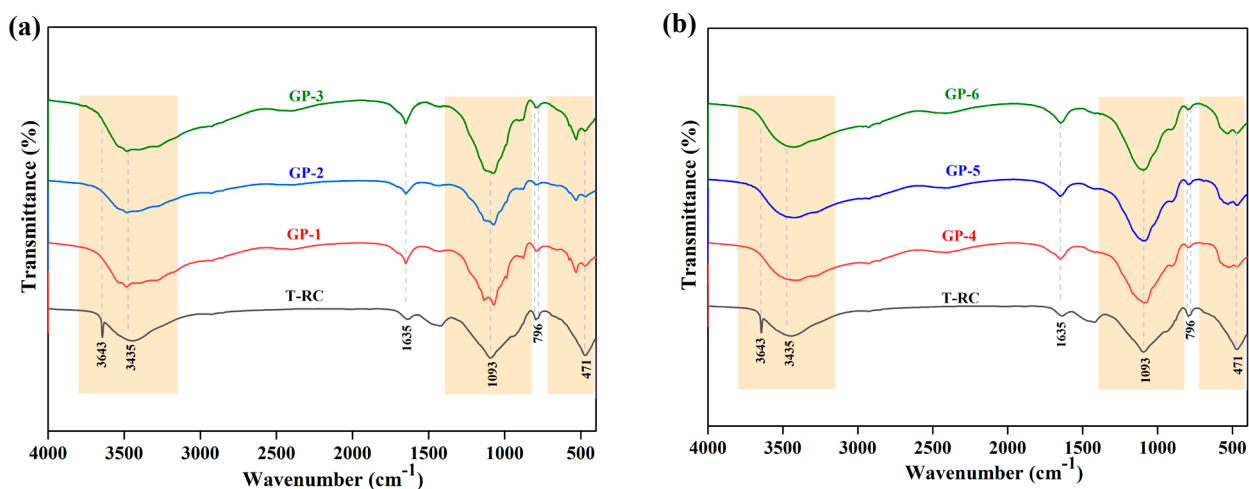 (a)
Transmittance (%)
GP-3
GP-2
GP-1
T-RC
3643
3435
1635
1093
796
471
4000 3500 3000 2500 2000 1500 1000 500
Wavenumber (cm⁻¹)
(b)
Transmittance (%)
GP-6
GP-5
GP-4
T-RC
3643
3435
1635
1093
796
471
4000 3500 3000 2500 2000 1500 1000 500
Wavenumber (cm⁻¹)